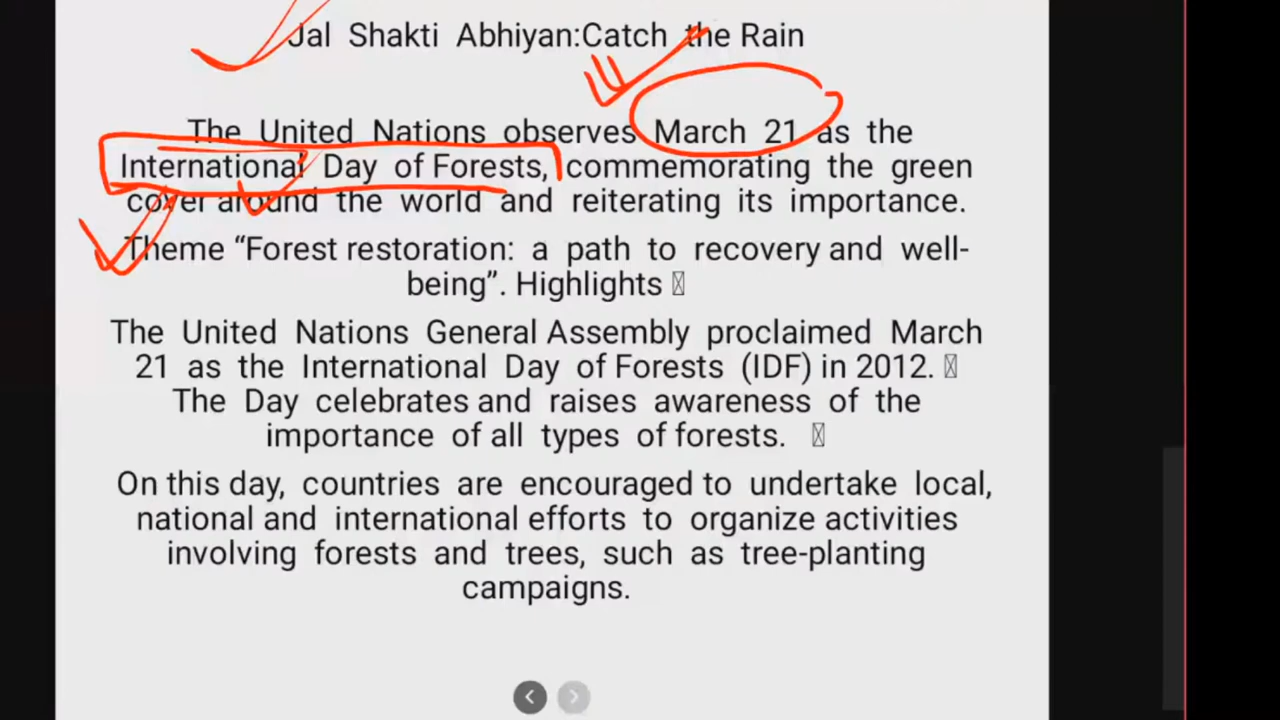 Jal Shakti Abhiyan:Catch the Rain
The United Nations observes March 21 as the
International Day of Forests, commemorating the green
cover around the world and reiterating its importance.
Theme “Forest restoration: a path to recovery and well-
being”. Highlights
The United Nations General Assembly proclaimed March
21 as the International Day of Forests (IDF) in 2012.
The Day celebrates and raises awareness of the
importance of all types of forests.
On this day, countries are encouraged to undertake local,
national and international efforts to organize activities
involving forests and trees, such as tree-planting
campaigns.